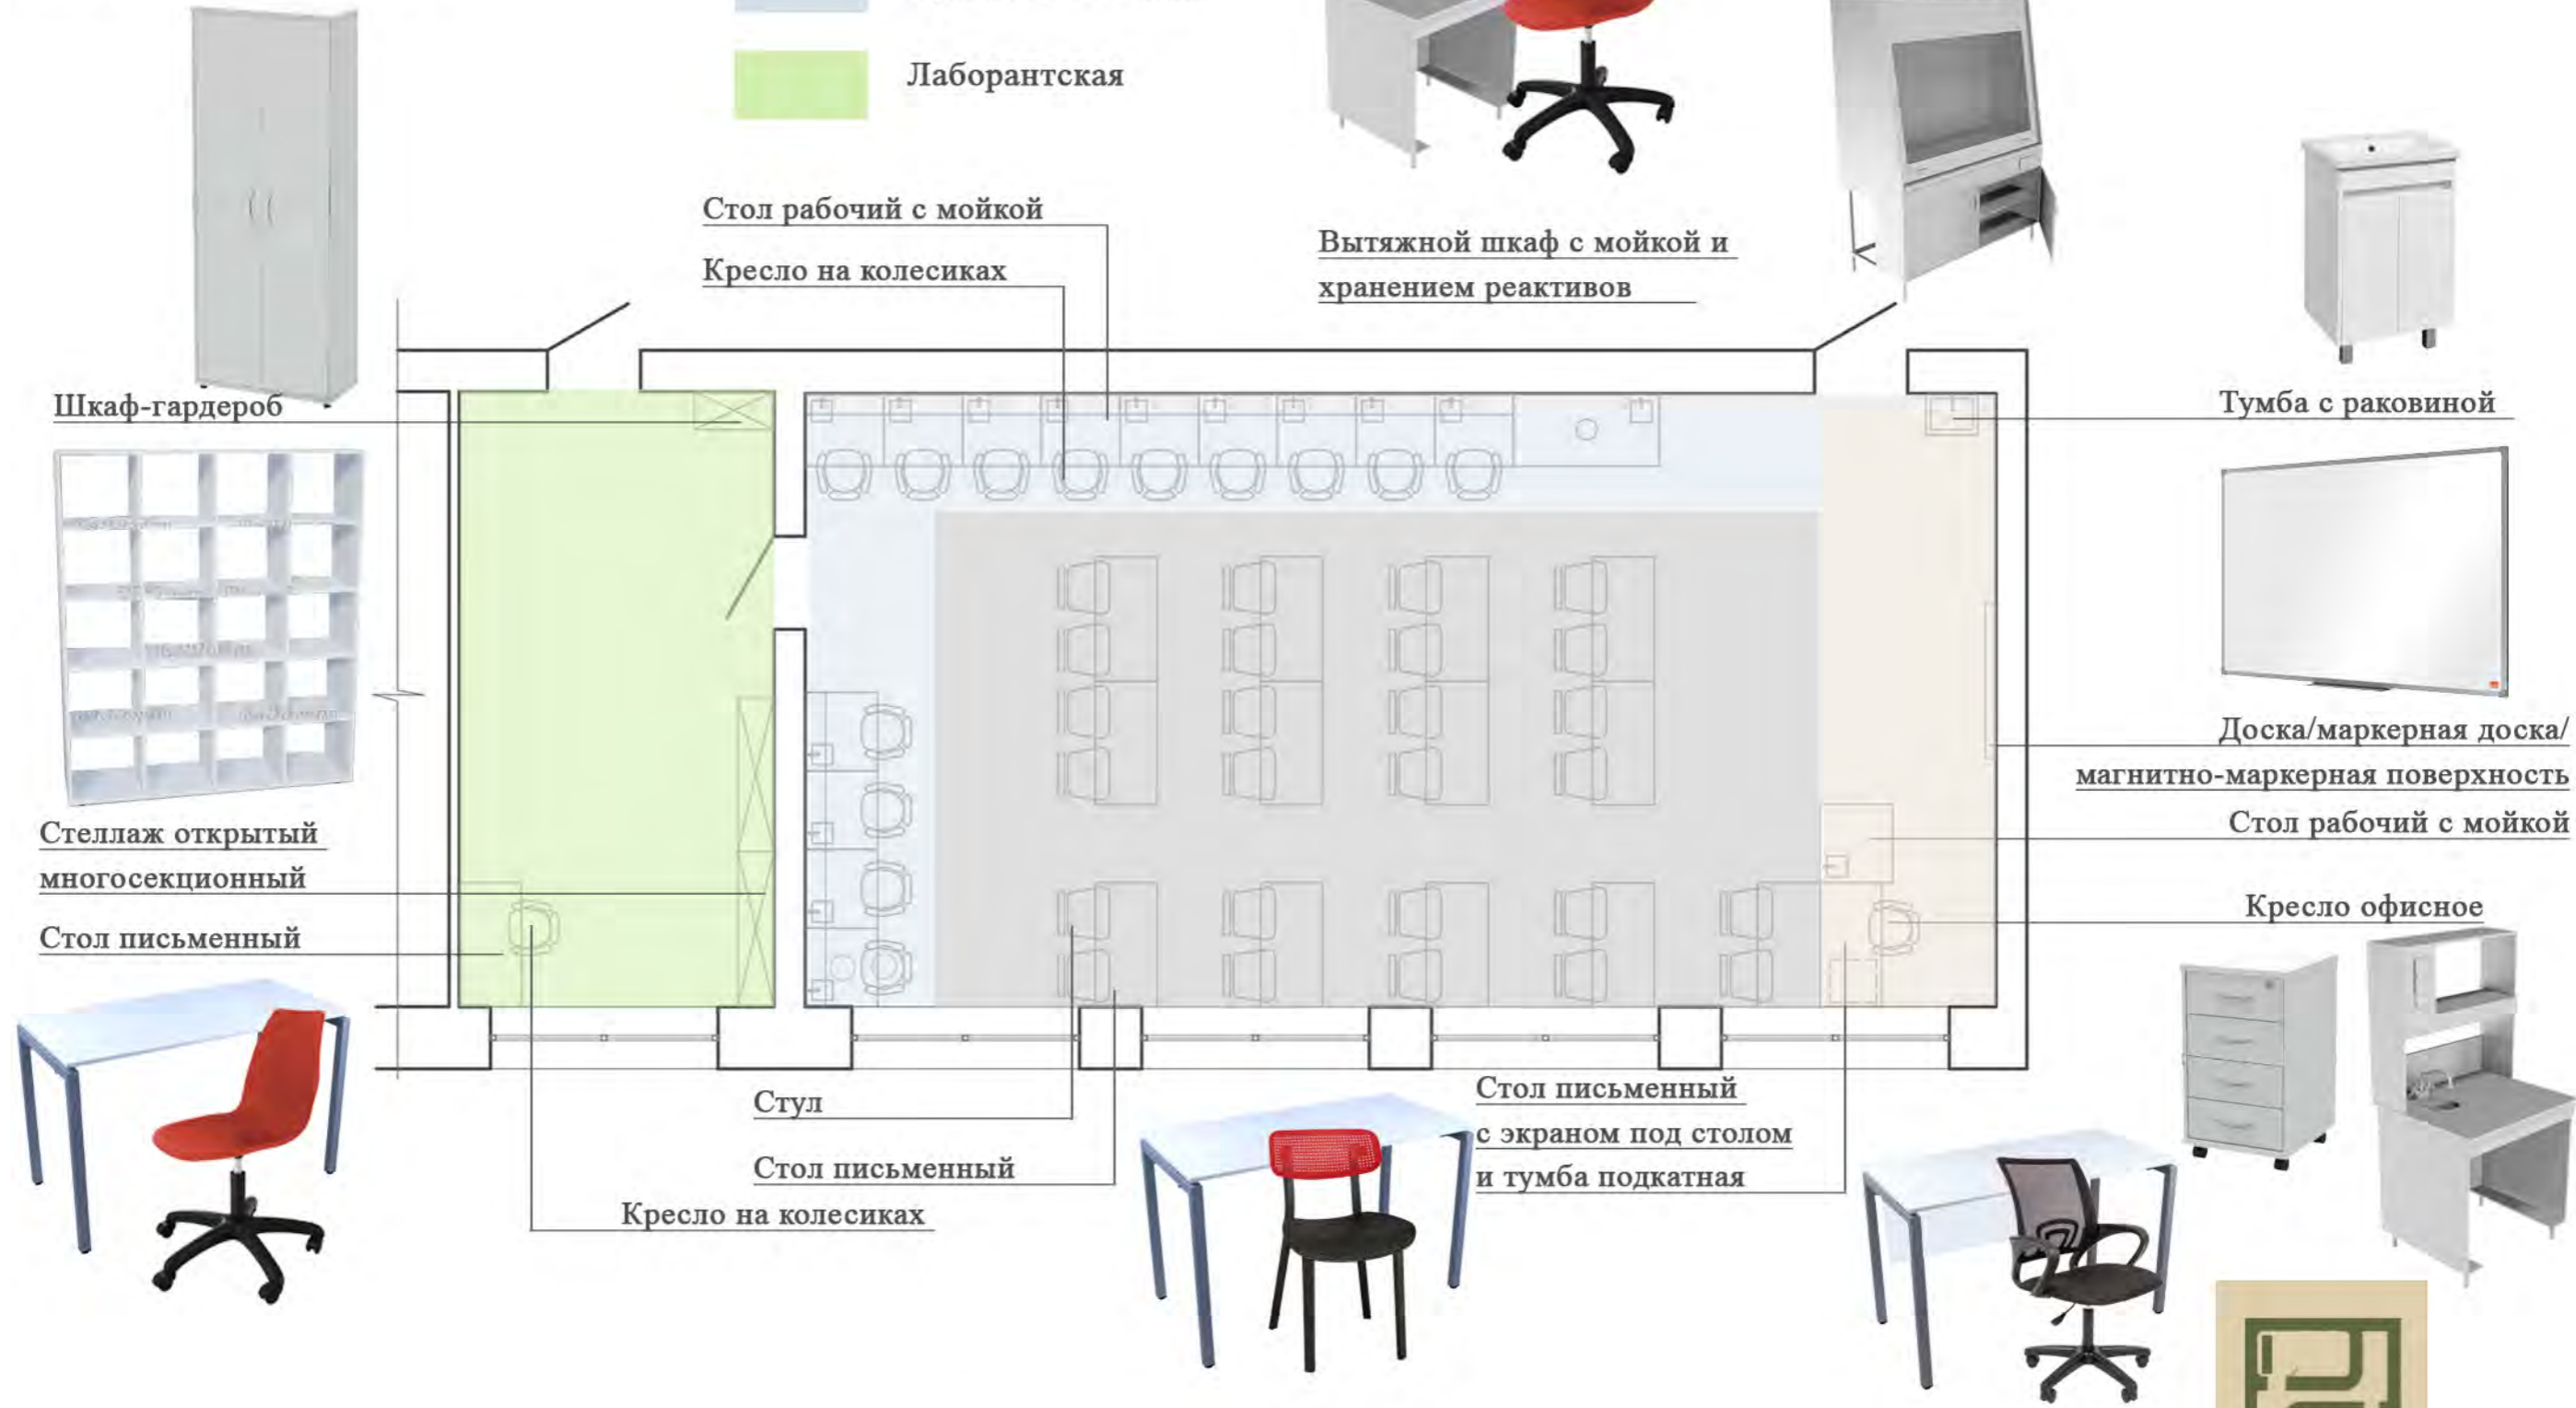 Лаборантская
Стол рабочий с мойкой
Кресло на колесиках
Вытяжной шкаф с мойкой и
хранением реактивов
Шкаф-гардероб
Тумба с раковиной
Доска/маркерная доска/
магнитно-маркерная поверхность
Стеллаж открытый
многосекционный
Стол рабочий с мойкой
Стол письменный
Кресло офисное
Стул
Стол письменный
Кресло на колесиках
Стол письменный
с экраном под столом
и тумба подкатная